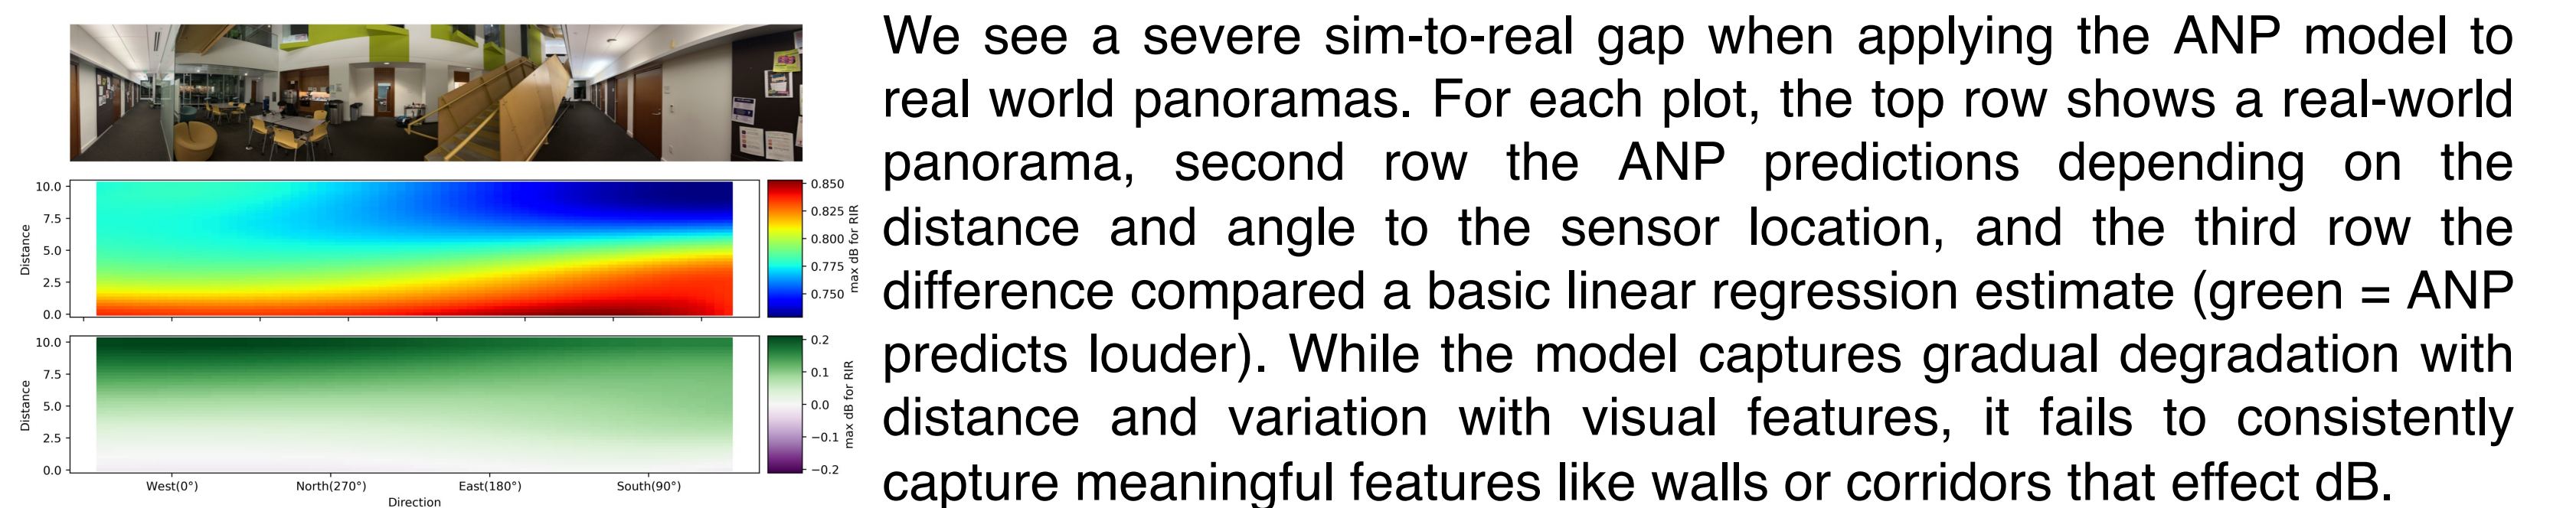 We see a severe sim-to-real gap when applying the ANP model to
real world panoramas. For each plot, the top row shows a real-world
panorama, second row the ANP predictions depending on the
distance and angle to the sensor location, and the third row the
difference compared a basic linear regression estimate (green = ANP
predicts louder). While the model captures gradual degradation with
distance and variation with visual features, it fails to consistently
capture meaningful features like walls or corridors that effect dB.
10.0
7.5
5.0
2.5
0.0
Distance
0.850
0.825
0.800
0.775
0.750
max dB for RIR
10.0
7.5
5.0
2.5
0.0
Distance
0.2
0.1
0.0
−0.1
−0.2
max dB for RIR
West(0°) North(270°) East(180°) South(90°)
Direction